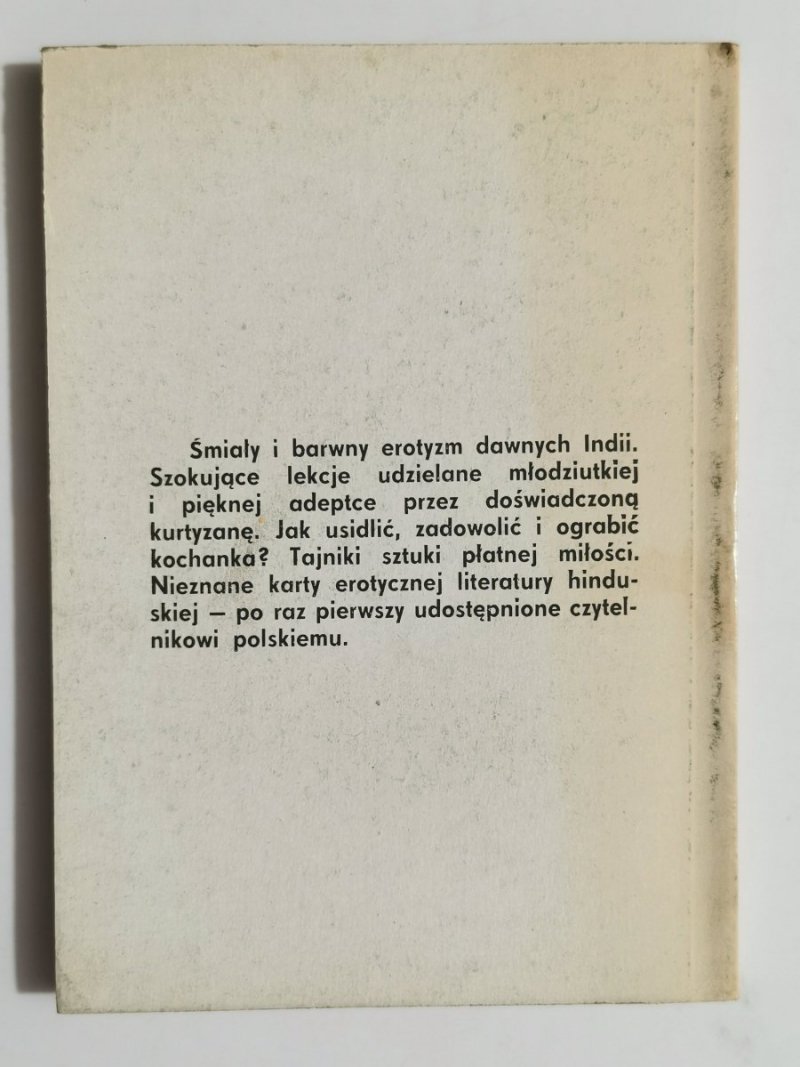 Śmiały i barwny erotyzm dawnych Indii.
Szokujące lekcje udzielane młodziutkiej
i pięknej adeptce przez doświadczoną
kurtyzanę. Jak usidlić, zadowolić i ograbić
kochanka? Tajniki sztuki płatnej miłości.
Nieznane karty erotycznej literatury hindu-
skiej — po raz pierwszy udostępnione czytel-
nikowi polskiemu.